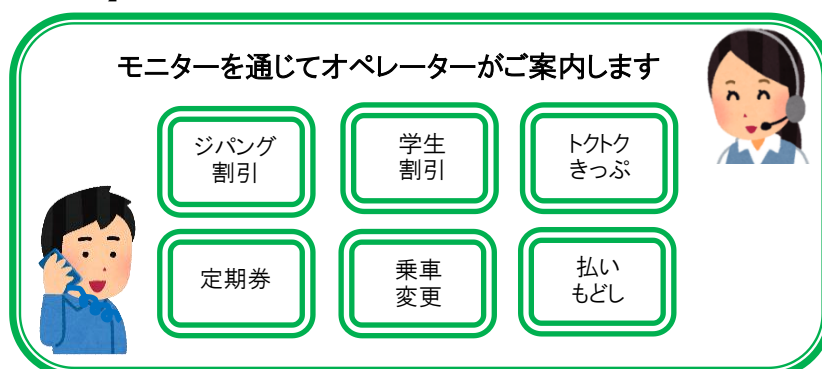 モニターを通じてオペレーターがご案内します
ジパング
割引
学生
割引
トクトク
きっぷ
定期券
乗車
変更
払い
もどし